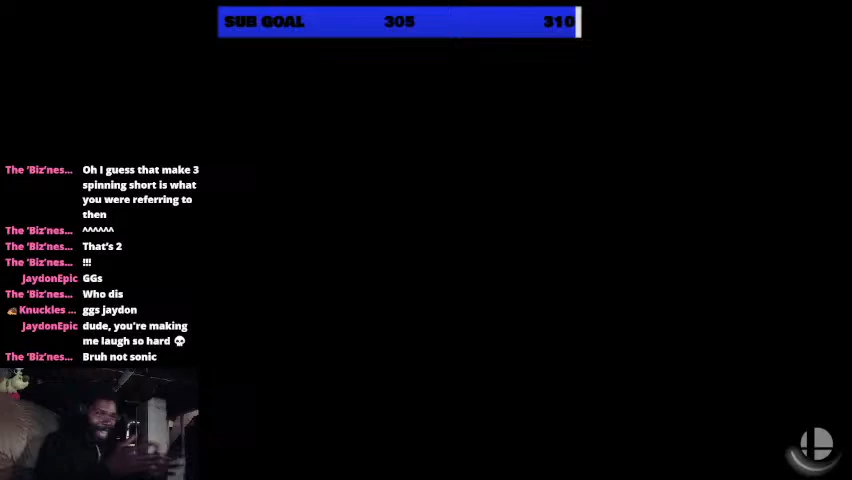 SUB GOAL 305 310
The 'Biz'nes... Oh I guess that make 3
spinning short is what
you were referring to
then
The 'Biz'nes... ^^^^^^
The 'Biz'nes... That's 2
The 'Biz'nes... !!!
JaydonEpic GGs
The 'Biz'nes... Who dis
Knuckles ... ggs jaydon
JaydonEpic dude, you're making
me laugh so hard 💀
The 'Biz'nes... Bruh not sonic